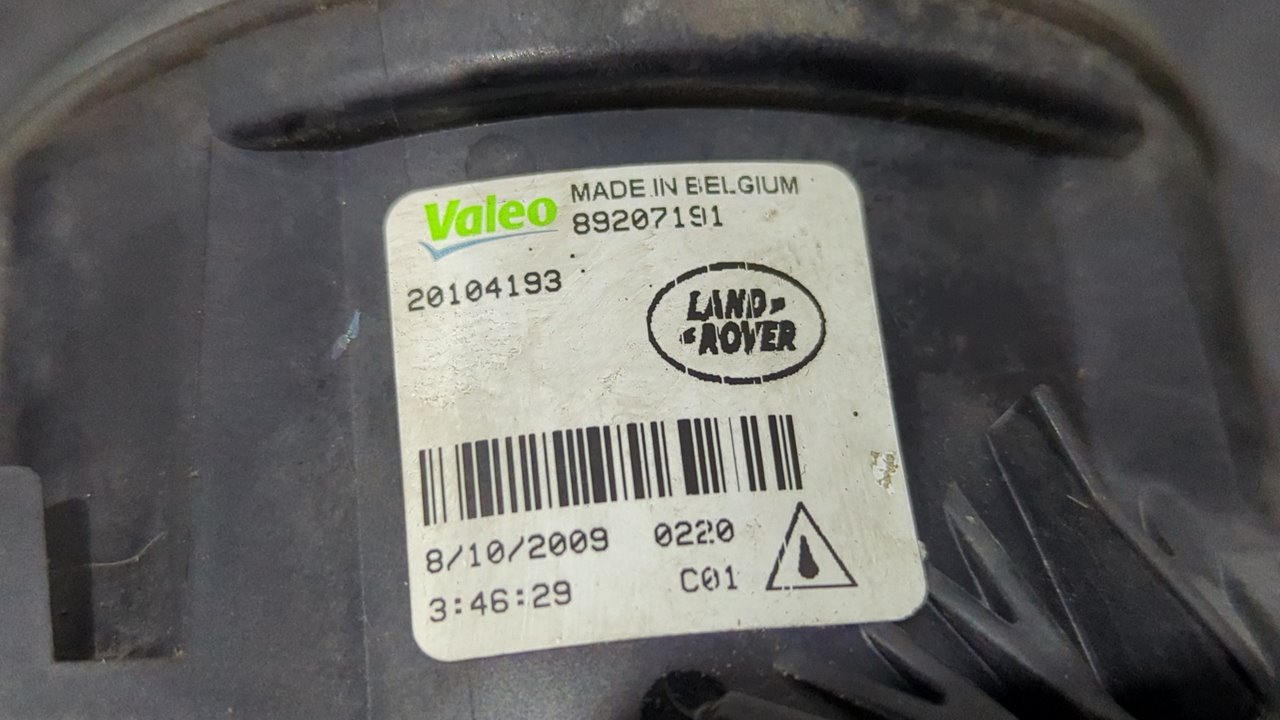 Valeo
MADE IN BELGIUM
89207191
20104193
LAND-
ROVER
8/10/2009 0220
3:46:29 C01